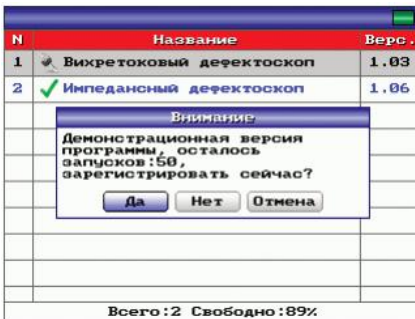 N Название Верс.
1 Вихретоковый дефектоскоп 1.03
2 Импедансный дефектоскоп 1.06
Внимание
Демонстрационная версия
программы, осталось
запусков:50,
зарегистрировать сейчас?
Да Нет Отмена
Всего:2 Свободно:89%